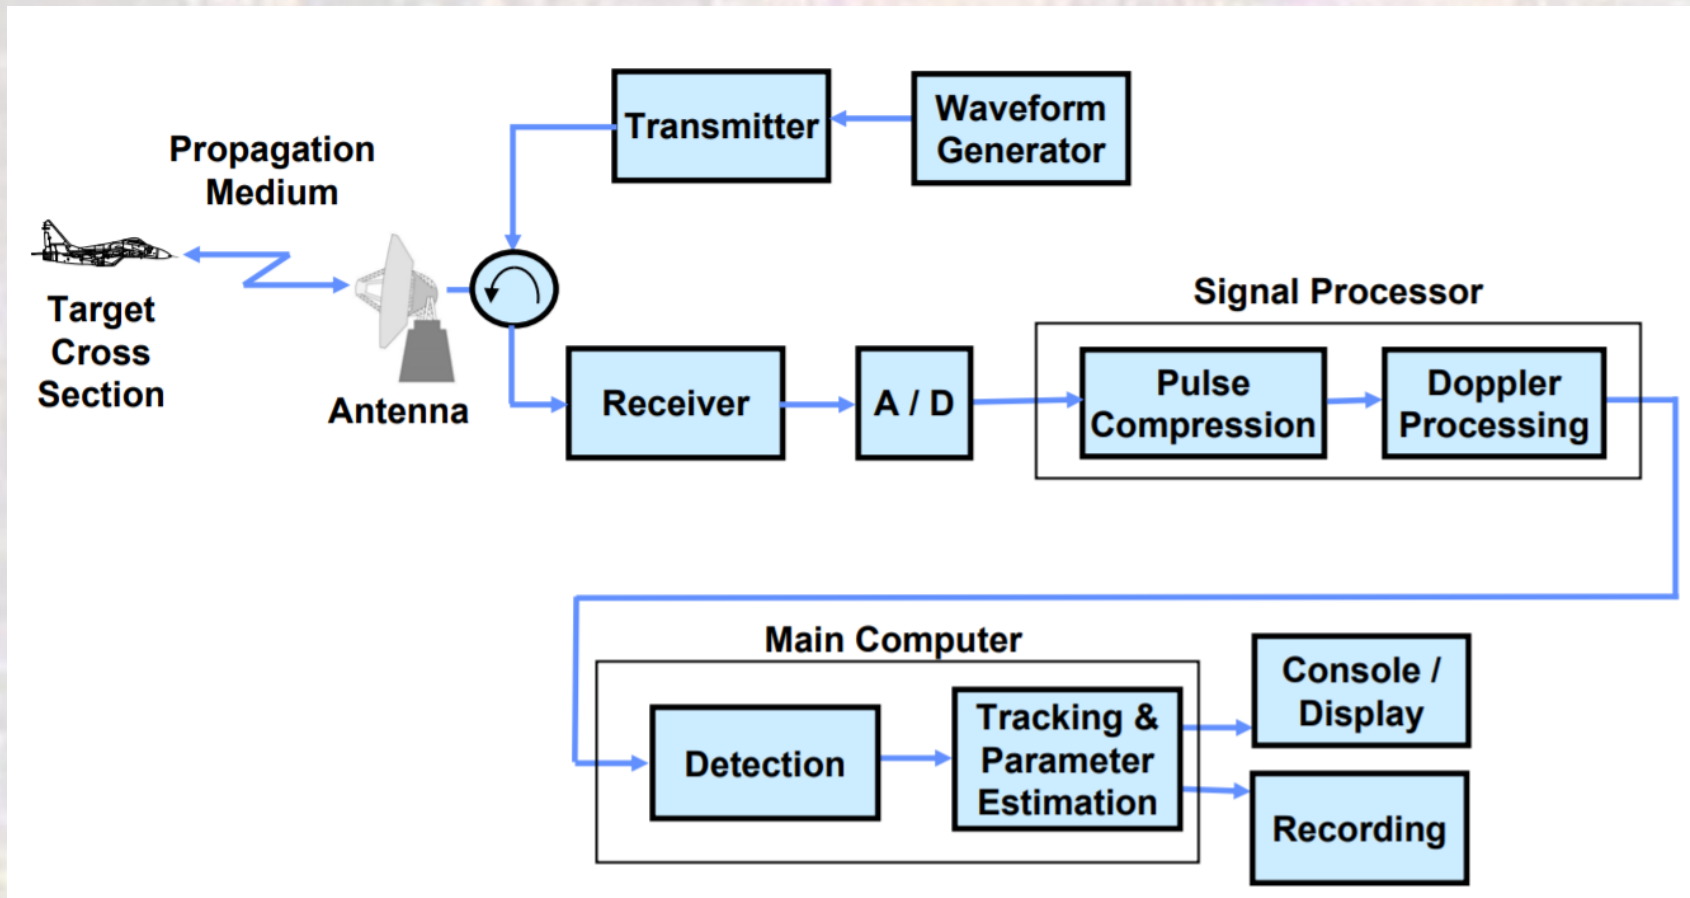 Transmitter
Waveform
Generator
Propagation
Medium
Target
Cross
Section
Antenna
Signal Processor
Receiver
A / D
Pulse
Compression
Doppler
Processing
Main Computer
Detection
Tracking &
Parameter
Estimation
Console /
Display
Recording